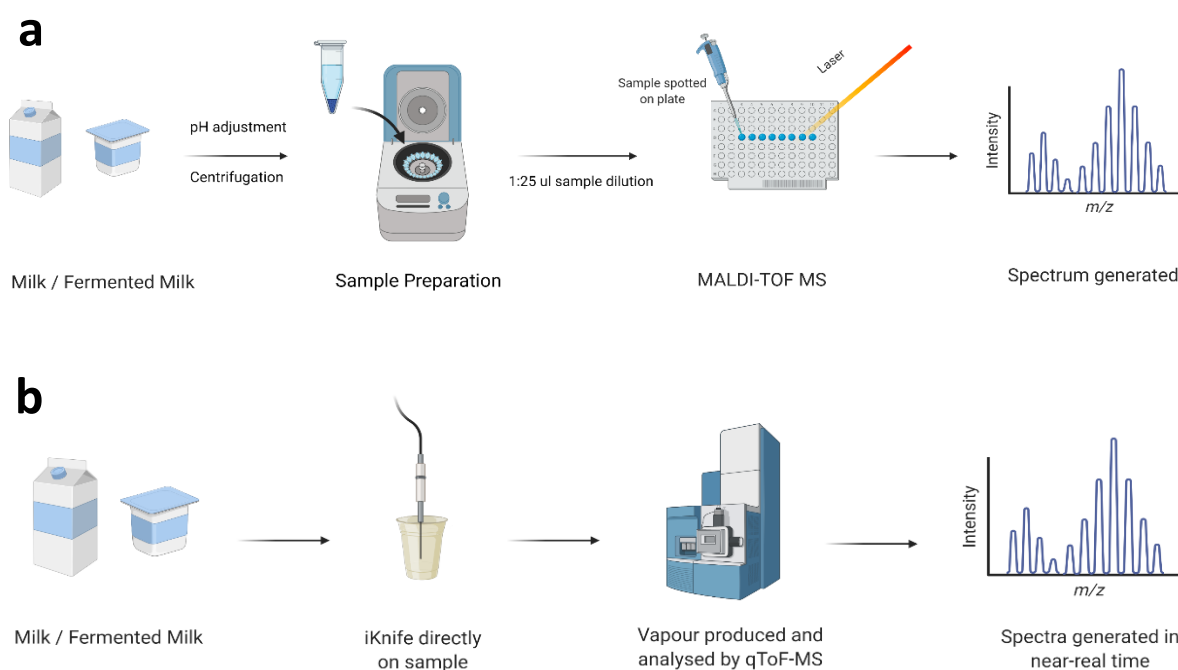 a
pH adjustment
Centrifugation
1:25 ul sample dilution
Sample spotted
on plate
Laser
Intensity
m/z
Milk / Fermented Milk
Sample Preparation
MALDI-TOF MS
Spectrum generated
b
Intensity
m/z
Milk / Fermented Milk
iKnife directly
on sample
Vapour produced and
analysed by qToF-MS
Spectra generated in
near-real time